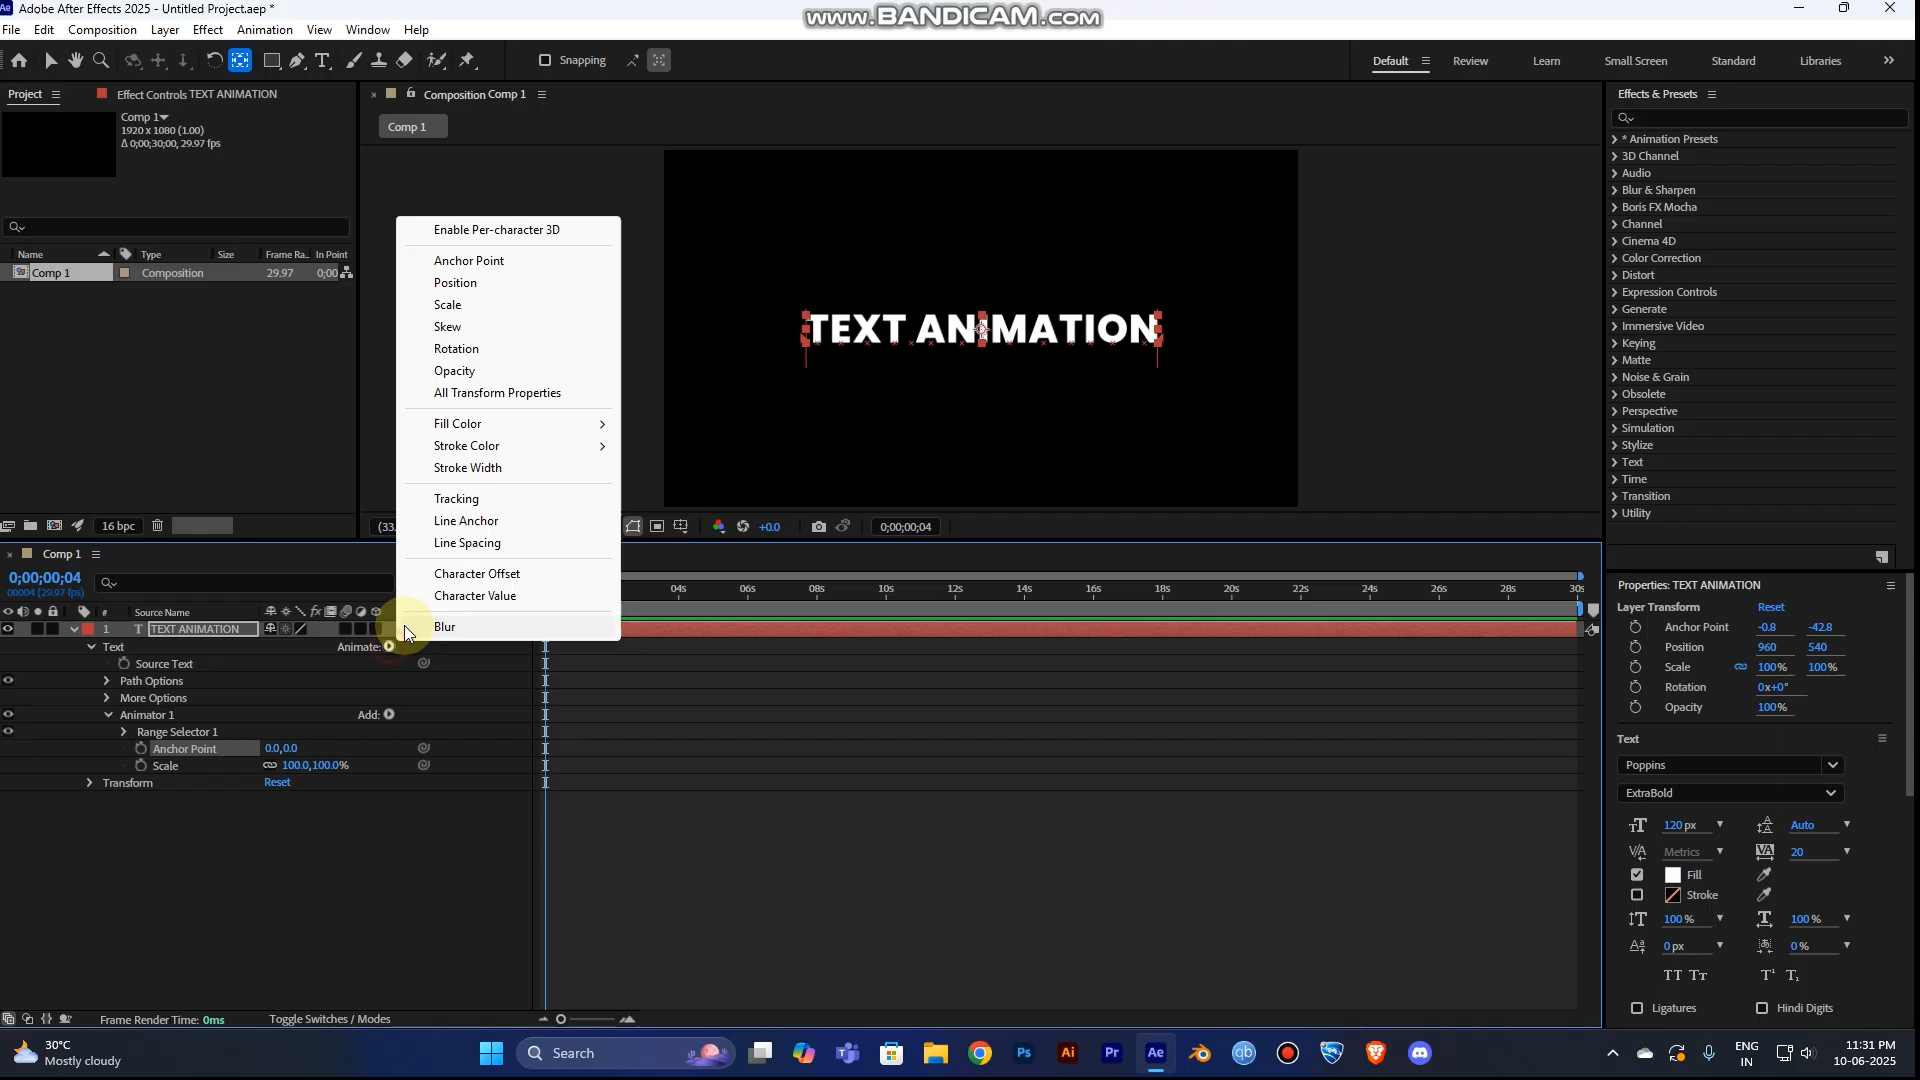 Adobe After Effects 2025 - Untitled Project.aep *
www.BANDICAM.com
File Edit Composition Layer Effect Animation View Window Help
Snapping
Default Review Learn Small Screen Standard Libraries
Project Effect Controls TEXT ANIMATION
Comp 1
1920 x 1080 (1.00)
Δ 0;00;30;00, 29.97 fps
Name Type Size Frame Ra.. In Point
Comp 1 Composition 29.97 0;00
16 bpc
Composition Comp 1
Comp 1
TEXT ANIMATION
(33.
+0.0
0;00;00;04
Enable Per-character 3D
Anchor Point
Position
Scale
Skew
Rotation
Opacity
All Transform Properties
Fill Color
Stroke Color
Stroke Width
Tracking
Line Anchor
Line Spacing
Character Offset
Character Value
Blur
Effects & Presets
* Animation Presets
3D Channel
Audio
Blur & Sharpen
Boris FX Mocha
Channel
Cinema 4D
Color Correction
Distort
Expression Controls
Generate
Immersive Video
Keying
Matte
Noise & Grain
Obsolete
Perspective
Simulation
Stylize
Text
Time
Transition
Utility
Comp 1
0;00;00;04
00004 (29.97 fps)
# Source Name
1 T TEXT ANIMATION
Text Animate:
Source Text
Path Options
More Options
Animator 1 Add:
Range Selector 1
Anchor Point 0.0,0.0
Scale 100.0,100.0%
Transform Reset
04s 06s 08s 10s 12s 14s 16s 18s 20s 22s 24s 26s 28s 30s
Frame Render Time: 0ms Toggle Switches / Modes
Properties: TEXT ANIMATION
Layer Transform Reset
Anchor Point -0.8 -42.8
Position 960 540
Scale 100% 100%
Rotation 0x+0°
Opacity 100%
Text
Poppins
ExtraBold
120 px Auto
Metrics 20
Fill
Stroke
100 % 100 %
0 px 0 %
TT Tт T¹ T₁
Ligatures Hindi Digits
30°C
Mostly cloudy
Search
ENG
IN
11:31 PM
10-06-2025